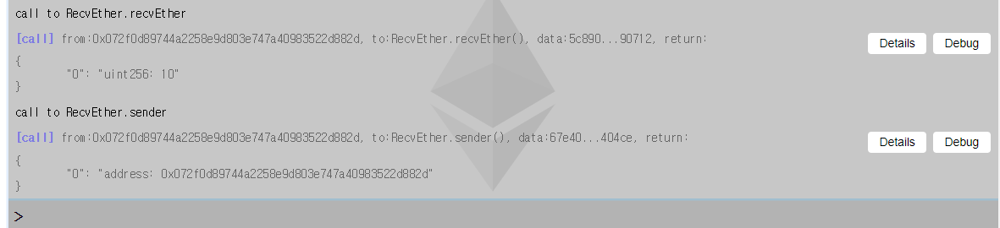 call to RecvEther.recvEther
[call] from:0x072f0d89744a2258e9d803e747a40983522d882d, to:RecvEther.recvEther(), data:5c890...90712, return:
Details Debug
{
"0": "uint256: 10"
}
call to RecvEther.sender
[call] from:0x072f0d89744a2258e9d803e747a40983522d882d, to:RecvEther.sender(), data:67e40...404ce, return:
Details Debug
{
"0": "address: 0x072f0d89744a2258e9d803e747a40983522d882d"
}
>